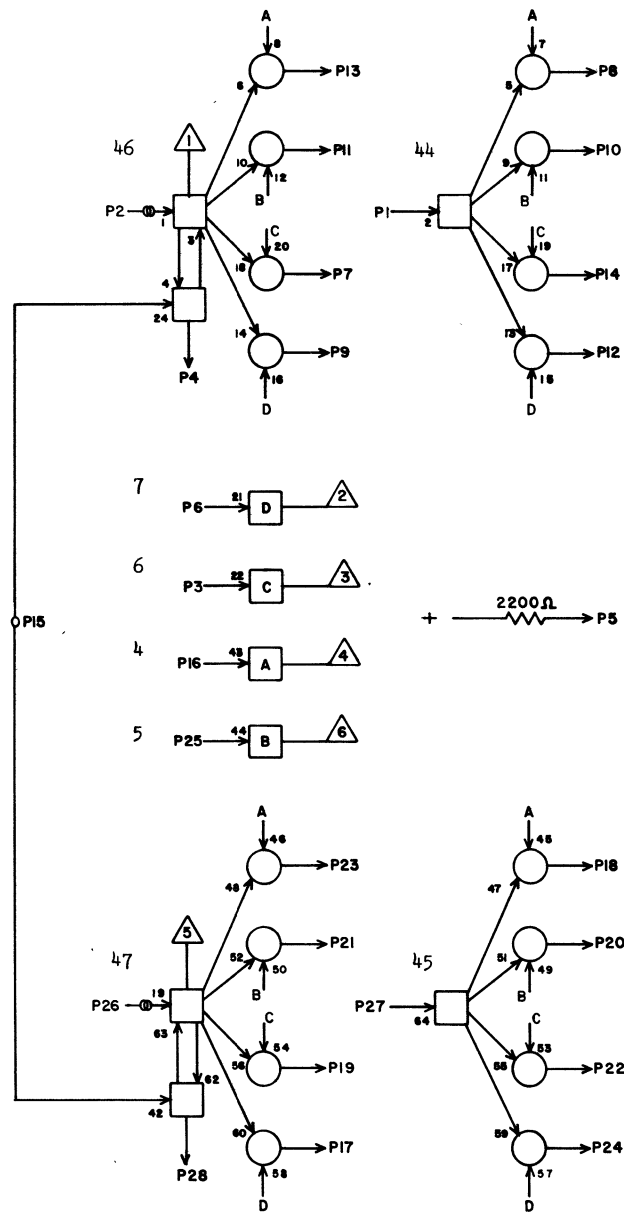 A A
8 7
P13 P8
6 5
46 1 44
10 P11 9 P10
12 11
P2 B P1 B
1 3 C 2 C
20 19
4 18 P7 17 P14
24 14 13
P9 P12
P4 16 15
D D
7 P6 21 D 2
6 P3 22 C 3
P15 + 2200Ω P5
4 P16 43 A 4
5 P25 44 B 6
A A
46 45
P23 P18
48 47
5
47 52 P21 45 51 P20
50 49
P26 19 B P27 B
63 C 64 C
54 53
62 56 P19 55 P22
42 60 59
P17 P24
P28 58 57
D D